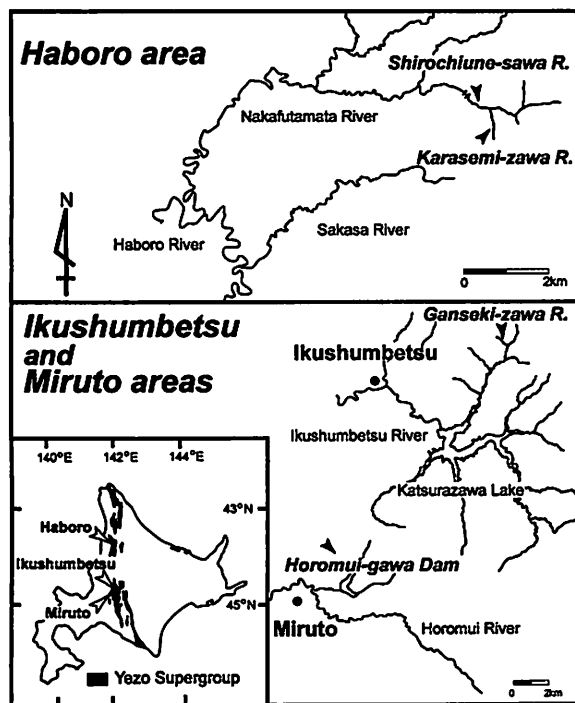 Haboro area
Shirochiune-sawa R.
Nakafutamata River
Karasemi-zawa R.
N
Haboro River
Sakasa River
0
2km
Ikushumbetsu
and
Miruto areas
Ganseki-zawa R.
Ikushumbetsu
Ikushumbetsu River
Katsurazawa Lake
140°E
142°E
144°E
43°N
Haboro
Ikushumbetsu
Miruto
45°N
Horomui-gawa Dam
Miruto
Horomui River
Yezo Supergroup
0
2km